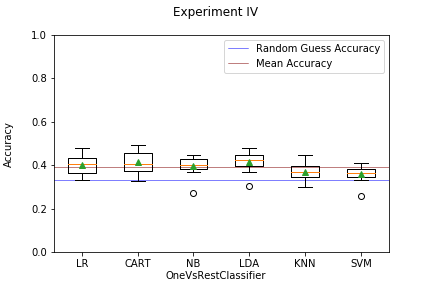 Experiment IV
1.0
Random Guess Accuracy
Mean Accuracy
0.8
0.6
Accuracy
0.4
0.2
0.0
LR CART NB LDA KNN SVM
OneVsRestClassifier